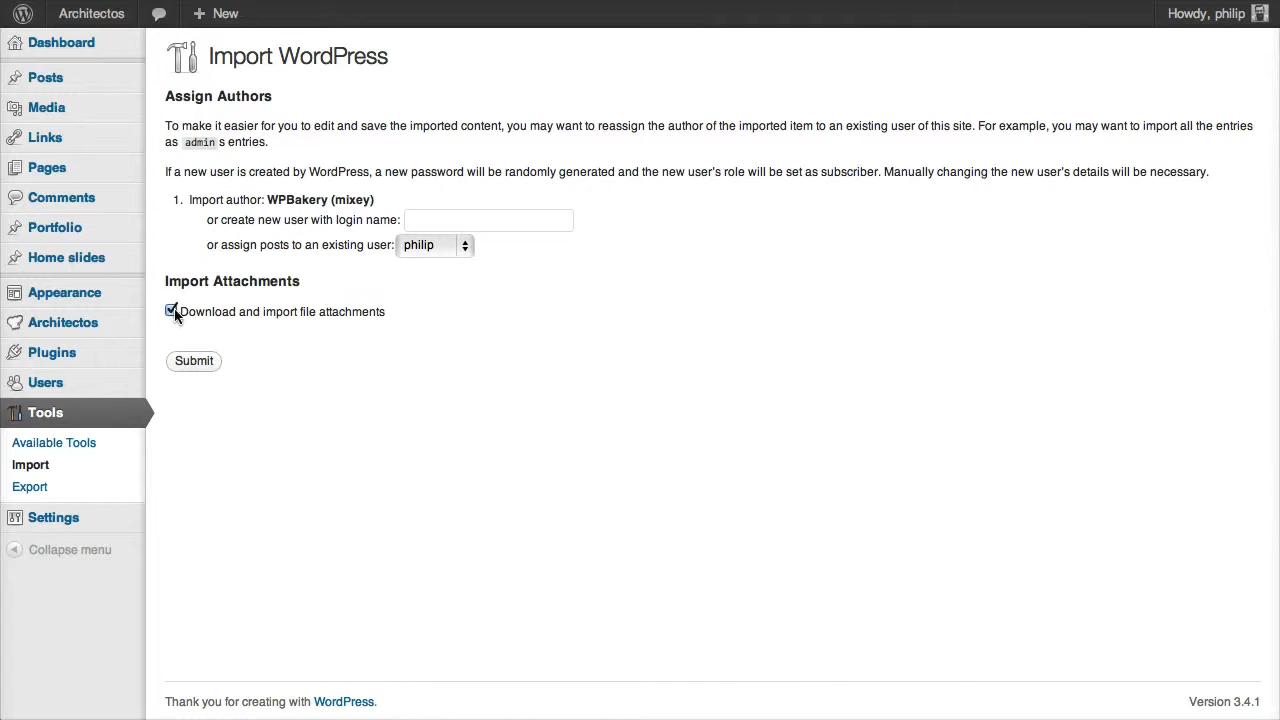 Architectos
New
Howdy, philip
Dashboard
Posts
Media
Links
Pages
Comments
Portfolio
Home slides
Appearance
Architectos
Plugins
Users
Tools
Available Tools
Import
Export
Settings
Collapse menu
Import WordPress
Assign Authors
To make it easier for you to edit and save the imported content, you may want to reassign the author of the imported item to an existing user of this site. For example, you may want to import all the entries
as admin s entries.
If a new user is created by WordPress, a new password will be randomly generated and the new user's role will be set as subscriber. Manually changing the new user's details will be necessary.
1. Import author: WPBakery (mixey)
or create new user with login name:
or assign posts to an existing user: philip
Import Attachments
Download and import file attachments
Submit
Thank you for creating with WordPress.
Version 3.4.1